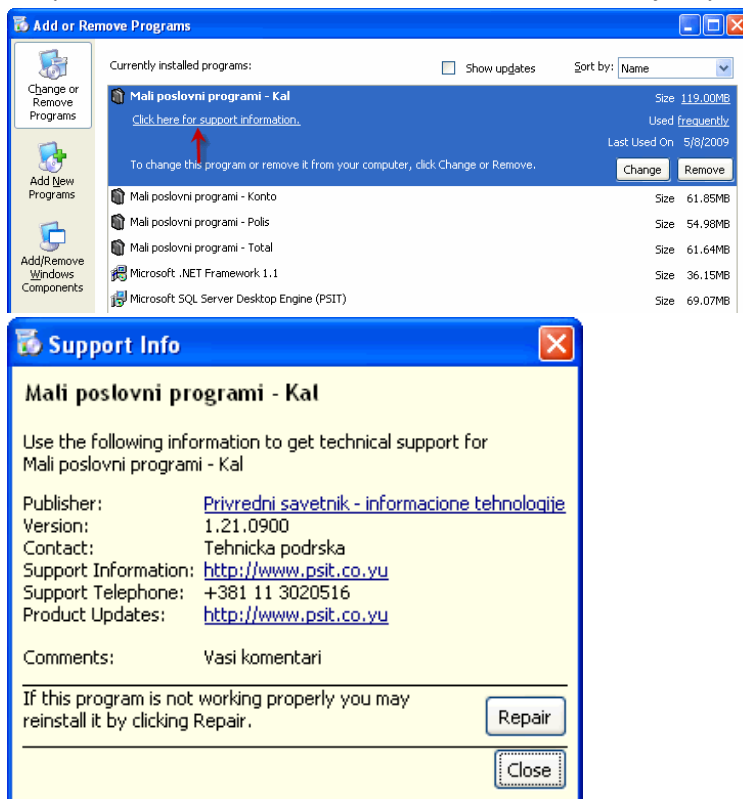 Add or Remove Programs
Change or
Remove
Programs
Add New
Programs
Add/Remove
Windows
Components
Currently installed programs:
Show updates
Sort by: Name
Mali poslovni programi - Kal
Size 119.00MB
Click here for support information.
Used frequently
Last Used On 5/8/2009
To change this program or remove it from your computer, click Change or Remove.
Change Remove
Mali poslovni programi - Konto Size 61.85MB
Mali poslovni programi - Polis Size 54.98MB
Mali poslovni programi - Total Size 61.64MB
Microsoft .NET Framework 1.1 Size 36.15MB
Microsoft SQL Server Desktop Engine (PSIT) Size 69.07MB
Support Info
Mali poslovni programi - Kal
Use the following information to get technical support for
Mali poslovni programi - Kal
Publisher: Privredni savetnik - informacione tehnologije
Version: 1.21.0900
Contact: Tehnicka podrska
Support Information: http://www.psit.co.yu
Support Telephone: +381 11 3020516
Product Updates: http://www.psit.co.yu
Comments: Vasi komentari
If this program is not working properly you may
reinstall it by clicking Repair.
Repair
Close